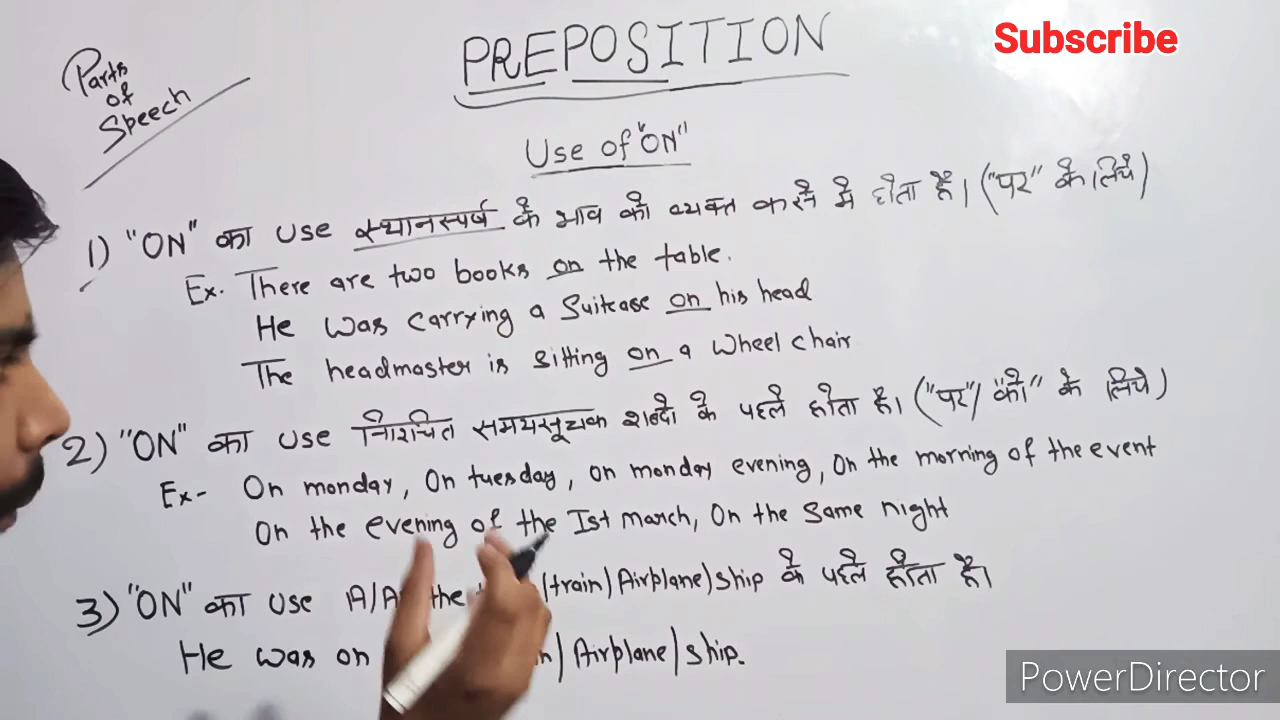 Subscribe
Parts
of
Speech
PREPOSITION
Use of "ON"
1) "ON" का use स्थानस्पर्ष के भाव को व्यक्त करने मे होता है। ("पर" के लिये)
Ex. There are two books on the table.
He was carrying a suitcase on his head
The headmaster is sitting on a wheel chair
2) "ON" का use निश्चित समयसूचक शब्दो के पहले होता है। ("पर"/"को" के लिये)
Ex- On monday, On tuesday, on monday evening, On the morning of the event
On the evening of the Ist march, On the same night
3) "ON" का use A/ the /train/Airplane/ship के पहले होता है।
He was on / Airplane/ship.
PowerDirector